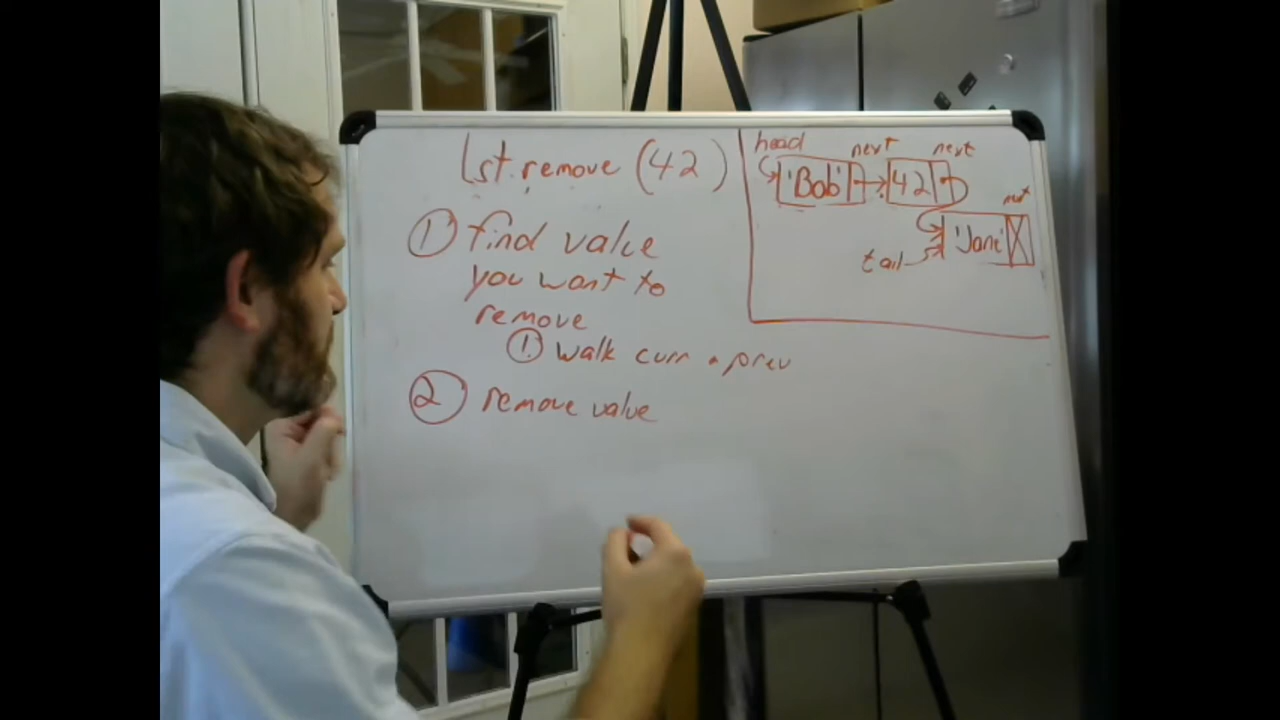 lst.remove (42)
① find value
you want to
remove
① walk curr + prev
② remove value
head
next
next
'Bob'
42
next
'Jane'
tail